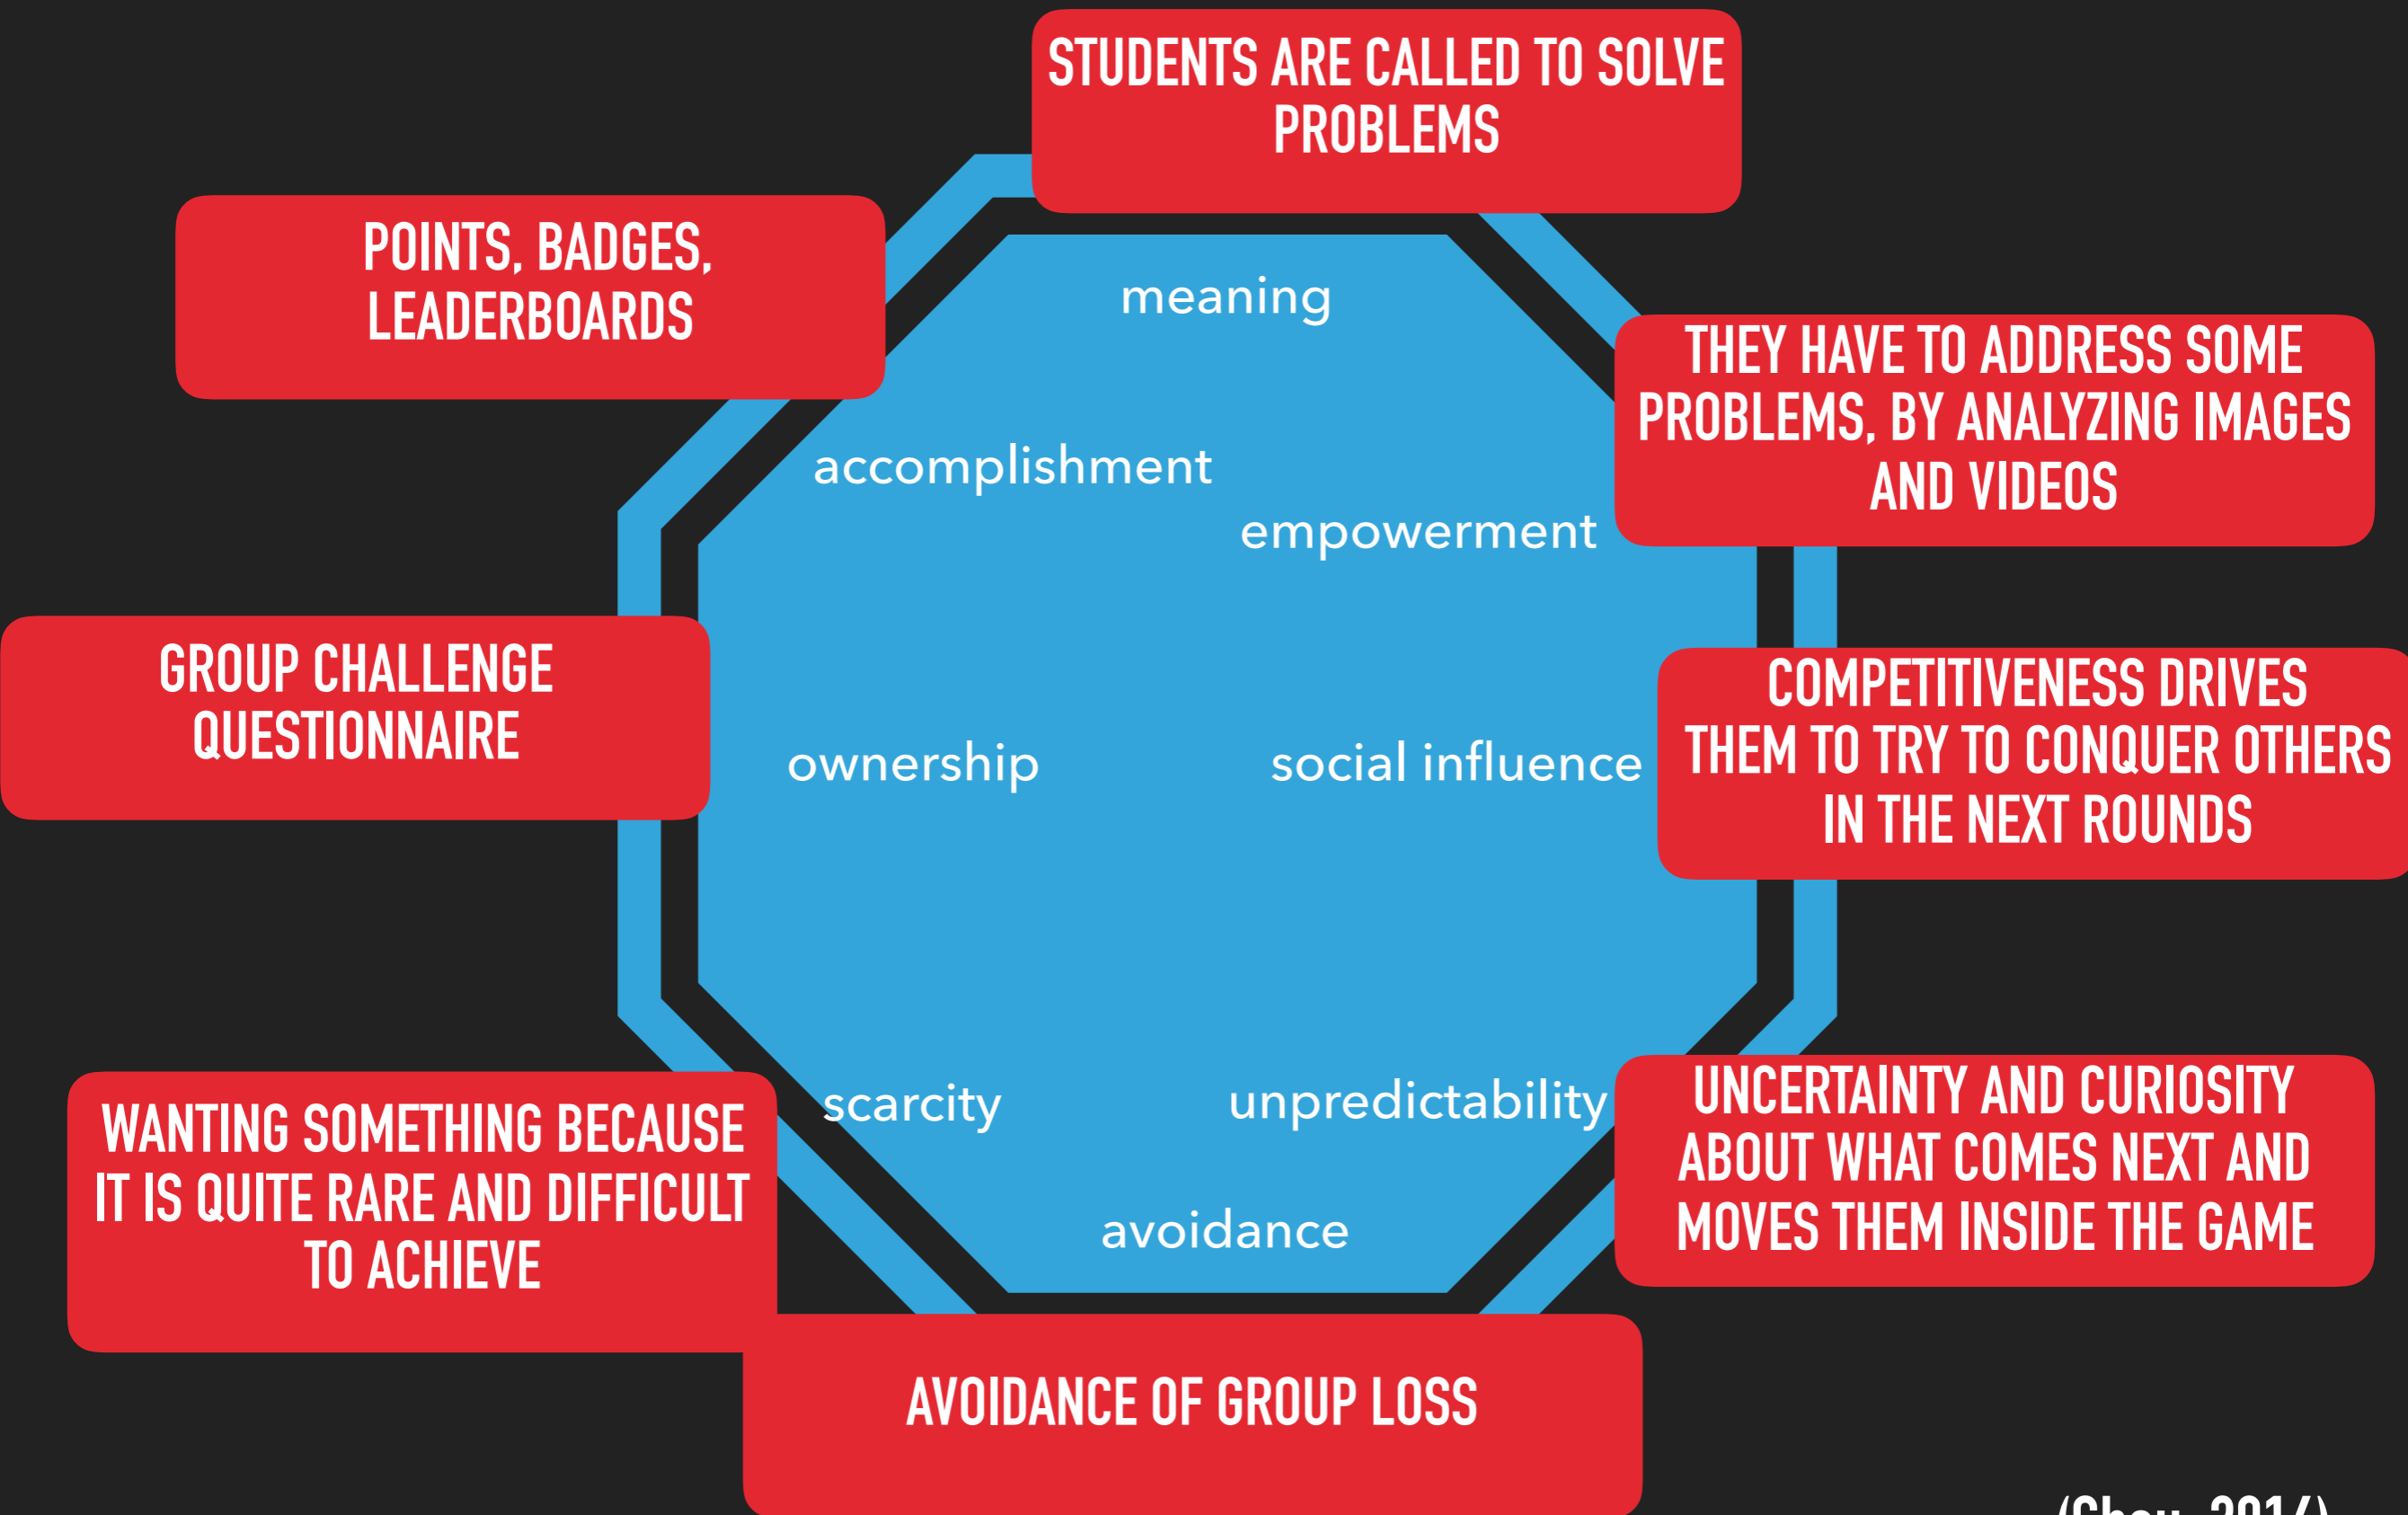 STUDENTS ARE CALLED TO SOLVE
PROBLEMS
POINTS, BADGES,
LEADERBOARDS
meaning
THEY HAVE TO ADDRESS SOME
PROBLEMS, BY ANALYZING IMAGES
AND VIDEOS
accomplishment
empowerment
GROUP CHALLENGE
QUESTIONNAIRE
ownership
social influence
COMPETITIVENESS DRIVES
THEM TO TRY TO CONQUER OTHERS
IN THE NEXT ROUNDS
WANTING SOMETHING BECAUSE
IT IS QUITE RARE AND DIFFICULT
TO ACHIEVE
scarcity
unpredictability
UNCERTAINTY AND CURIOSITY
ABOUT WHAT COMES NEXT AND
MOVES THEM INSIDE THE GAME
avoidance
AVOIDANCE OF GROUP LOSS